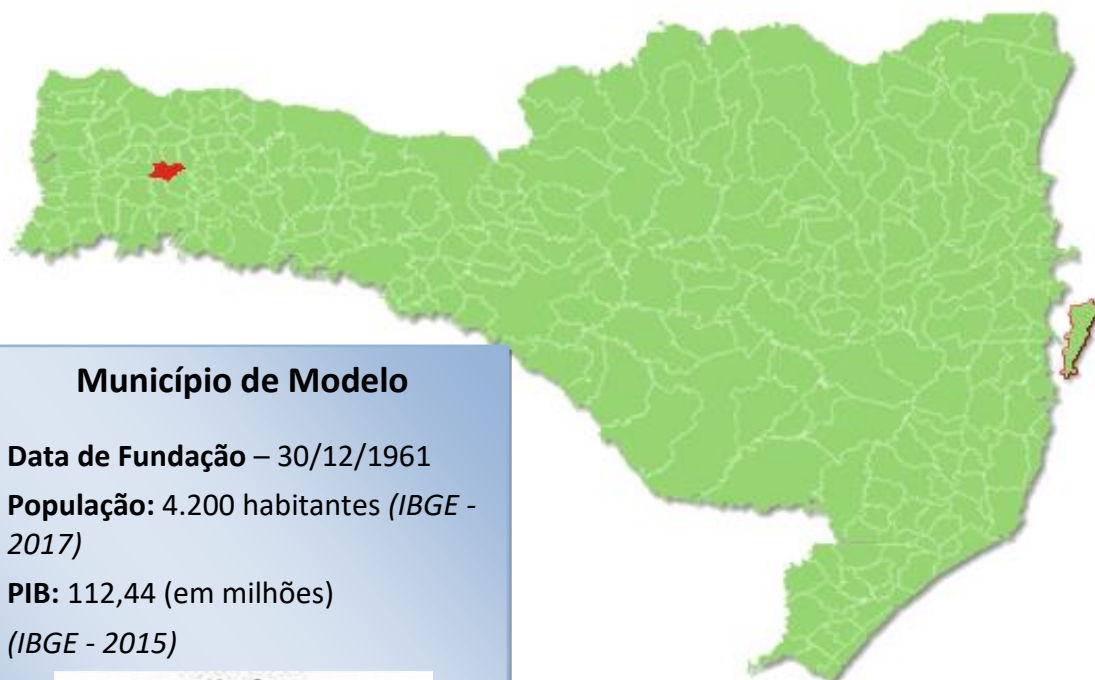 Município de Modelo
Data de Fundação – 30/12/1961
População: 4.200 habitantes (IBGE -
2017)
PIB: 112,44 (em milhões)
(IBGE - 2015)